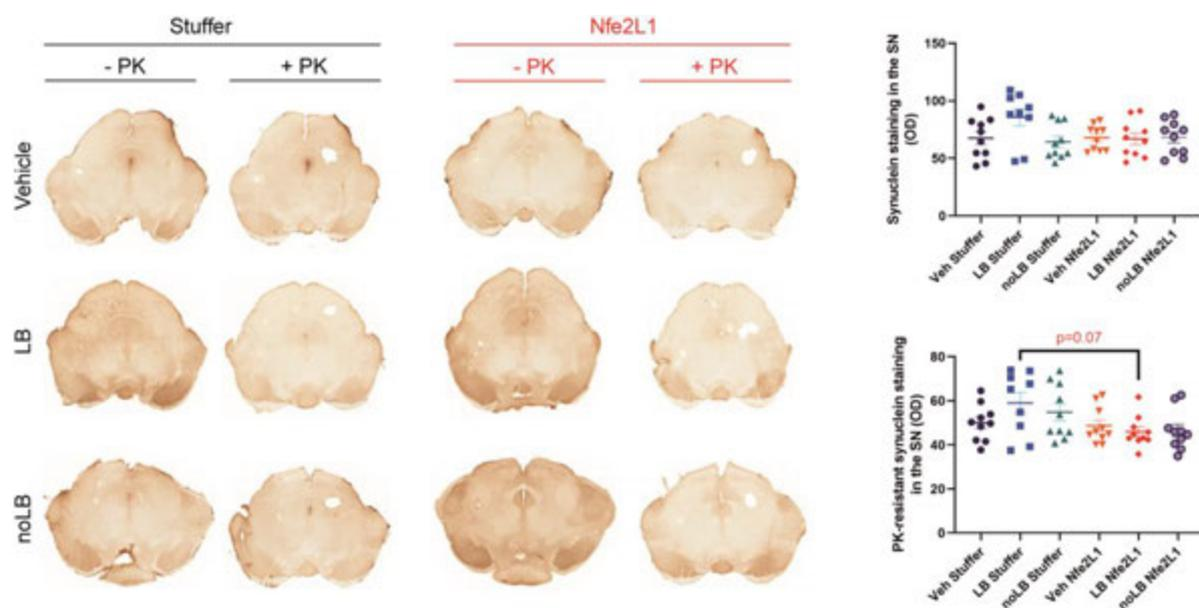 Stuffer
Nfe2L1
- PK
+ PK
- PK
+ PK
Vehicle
LB
noLB
Synuclein staining in the SN
(OD)
150
100
50
0
Veh Stuffer
LB Stuffer
noLB Stuffer
Veh Nfe2L1
LB Nfe2L1
noLB Nfe2L1
PK-resistant synuclein staining
in the SN (OD)
p=0.07
80
60
40
20
0
Veh Stuffer
LB Stuffer
noLB Stuffer
Veh Nfe2L1
LB Nfe2L1
noLB Nfe2L1